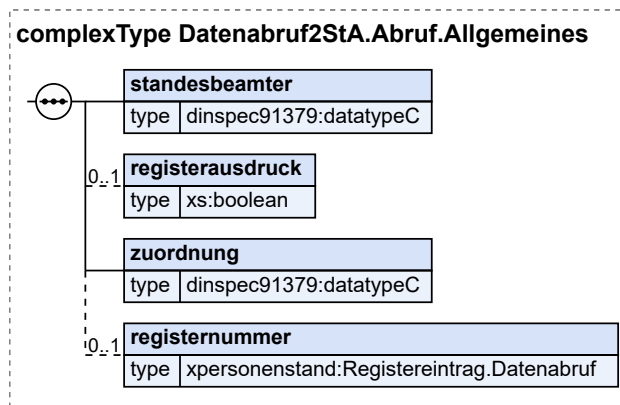 complexType Datenabruf2StA.Abruf.Allgemeines
standesbeamter
type dinspec91379:datatypeC
0..1
registerausdruck
type xs:boolean
zuordnung
type dinspec91379:datatypeC
0..1
registernummer
type xpersonenstand:Registereintrag.Datenabruf